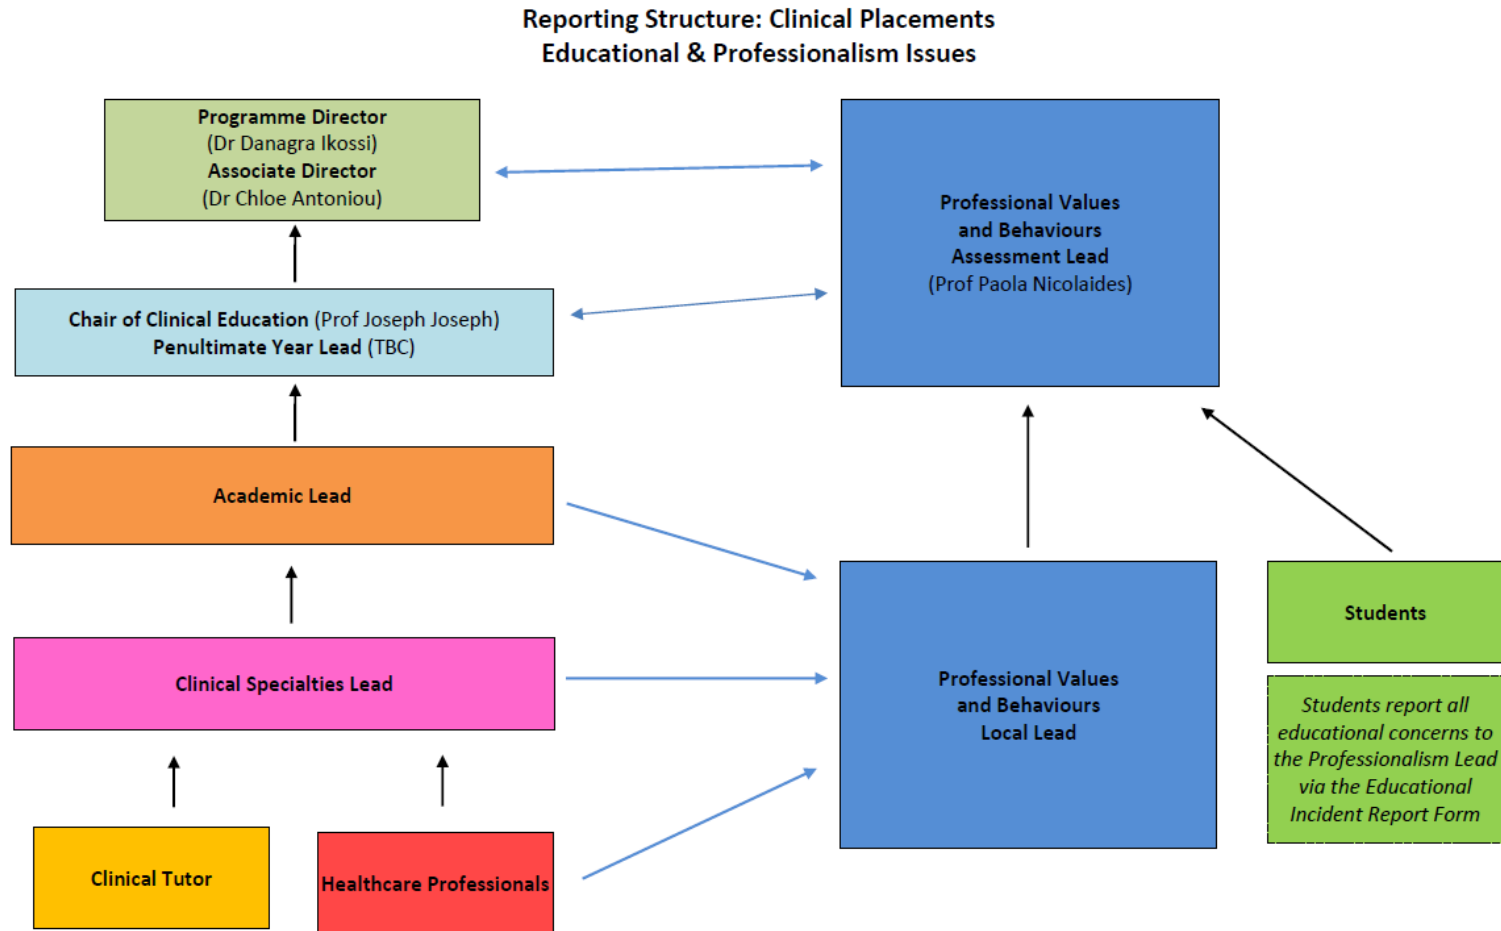 Reporting Structure: Clinical Placements
Educational & Professionalism Issues
Programme Director
(Dr Danagra Ikossi)
Associate Director
(Dr Chloe Antoniou)
Professional Values
and Behaviours
Assessment Lead
(Prof Paola Nicolaides)
Chair of Clinical Education (Prof Joseph Joseph)
Penultimate Year Lead (TBC)
Academic Lead
Clinical Specialties Lead
Professional Values
and Behaviours
Local Lead
Students
Students report all
educational concerns to
the Professionalism Lead
via the Educational
Incident Report Form
Clinical Tutor
Healthcare Professionals